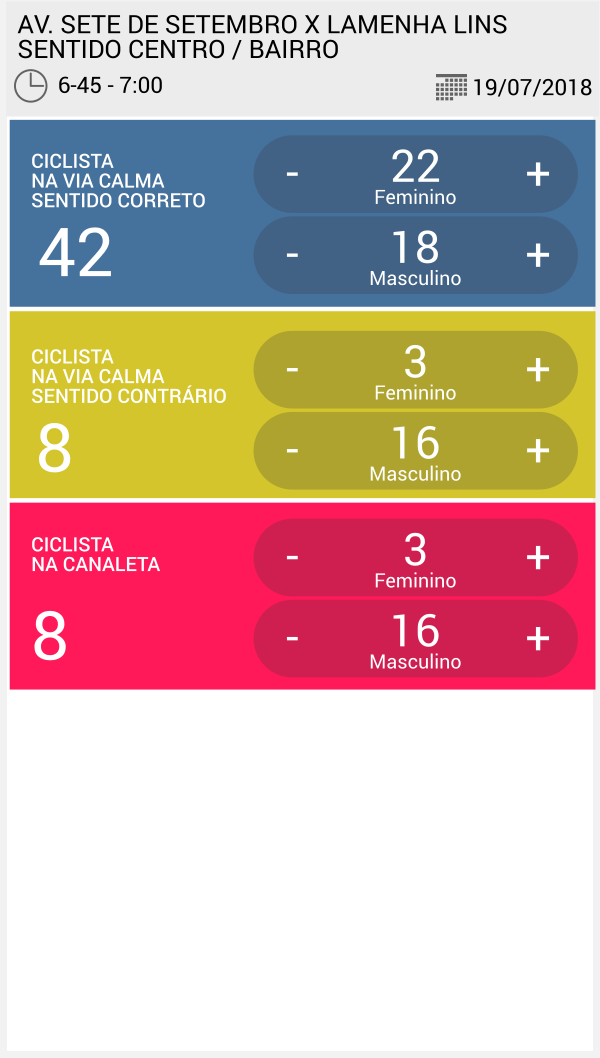 AV. SETE DE SETEMBRO X LAMENHA LINS
SENTIDO CENTRO / BAIRRO
6-45 - 7:00
19/07/2018
CICLISTA
NA VIA CALMA
SENTIDO CORRETO
42
- 22 +
Feminino
- 18 +
Masculino
CICLISTA
NA VIA CALMA
SENTIDO CONTRÁRIO
8
- 3 +
Feminino
- 16 +
Masculino
CICLISTA
NA CANALETA
8
- 3 +
Feminino
- 16 +
Masculino